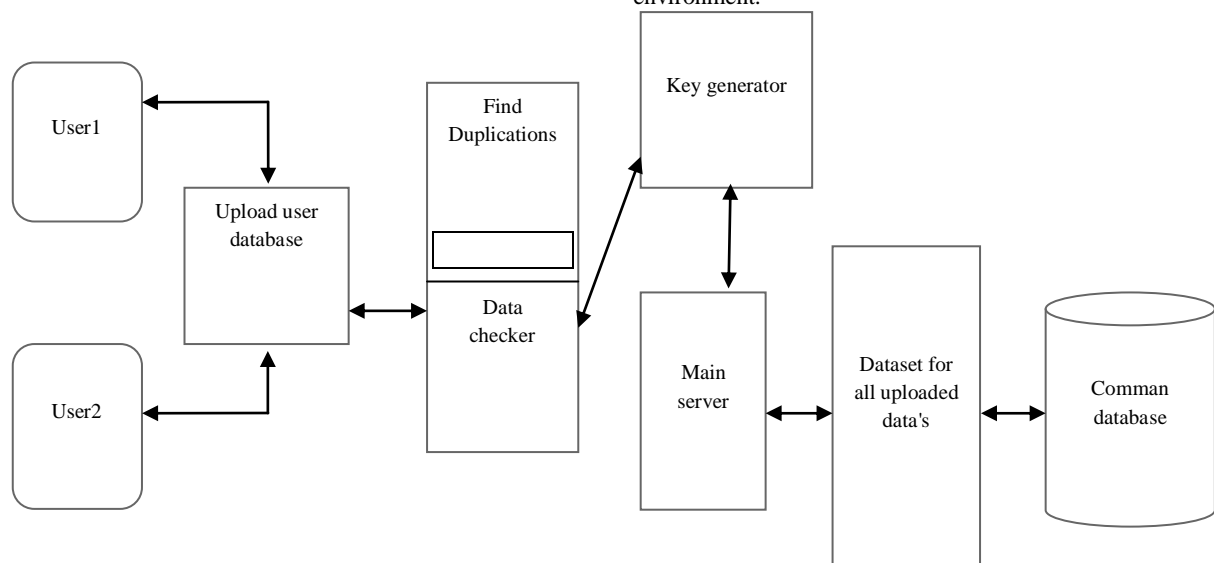 environment.
User1
Upload user
database
User2
Find
Duplications
Data
checker
Key generator
Main
server
Dataset for
all uploaded
data's
Comman
database